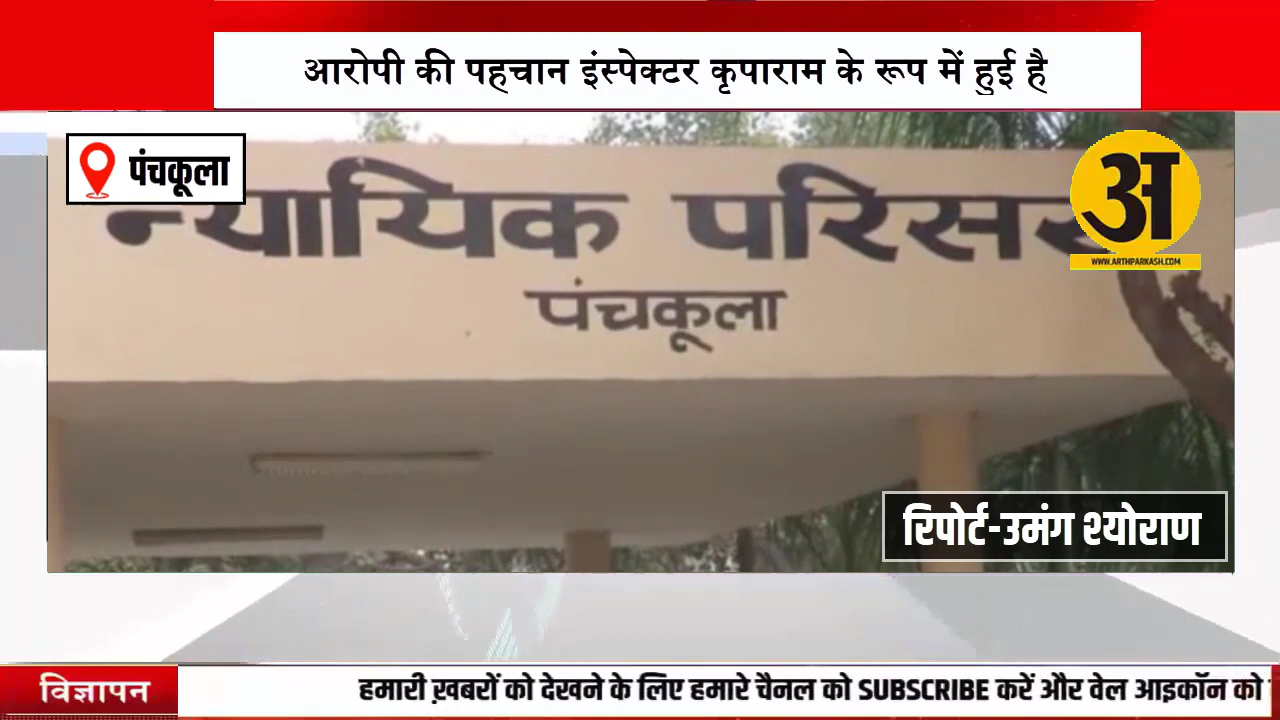 आरोपी की पहचान इंस्पेक्टर कृपाराम के रूप में हुई है
पंचकूला
न्यायिक परिसर
पंचकूला
अ
WWW.ARTHPARKASH.COM
रिपोर्ट-उमंग श्योराण
विज्ञापन
हमारी ख़बरों को देखने के लिए हमारे चैनल को SUBSCRIBE करें और वेल आइकॉन को